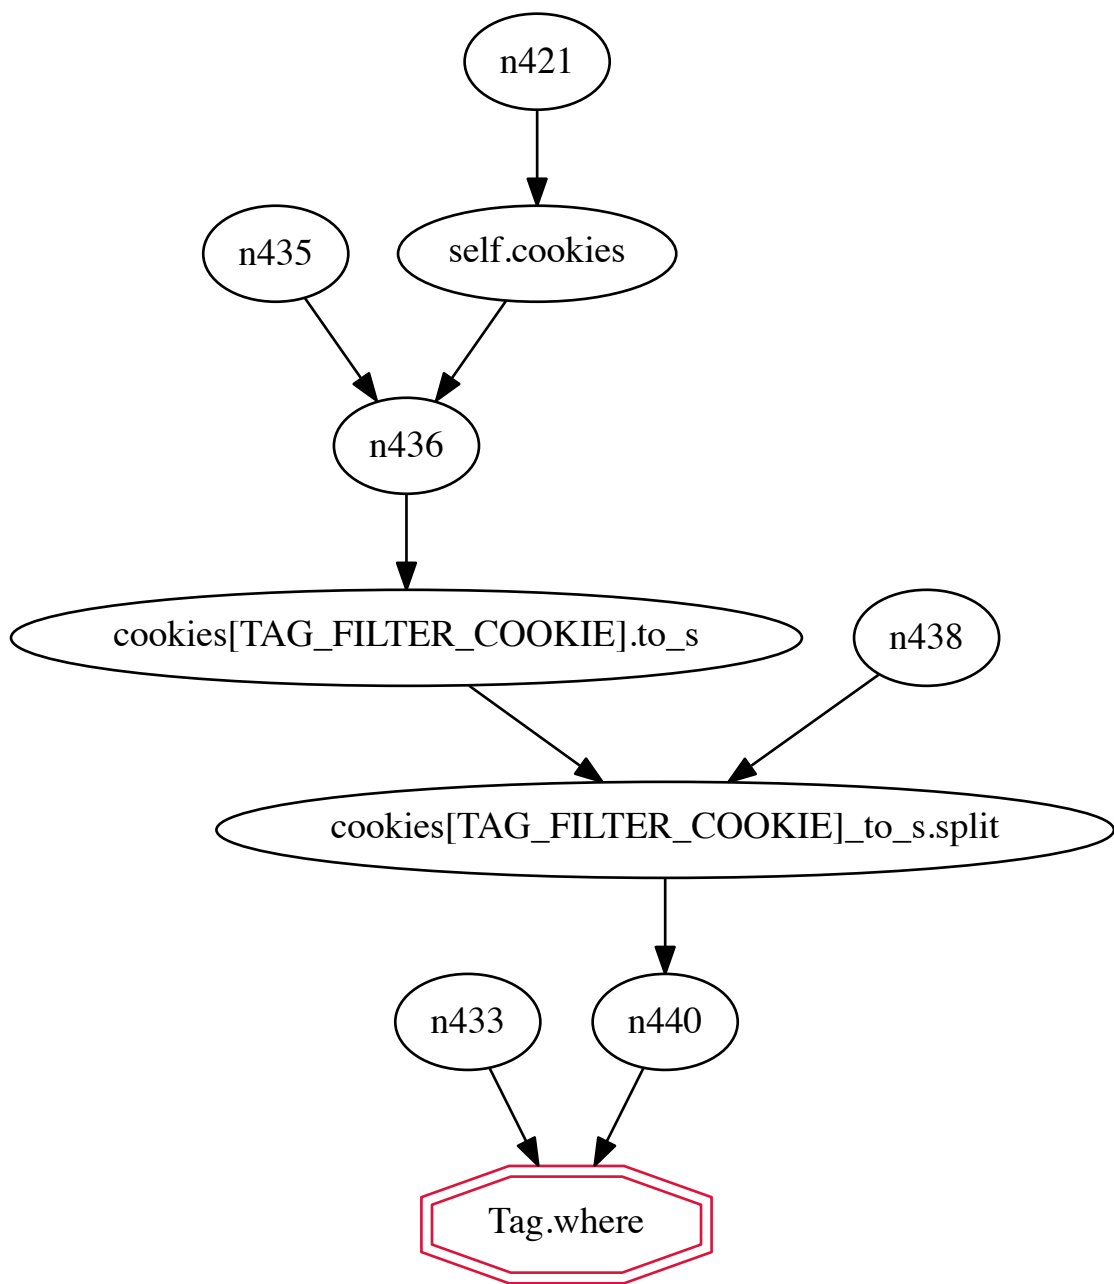 n421
n435
self.cookies
n436
cookies[TAG_FILTER_COOKIE].to_s
n438
cookies[TAG_FILTER_COOKIE]_to_s.split
n433
n440
Tag.where